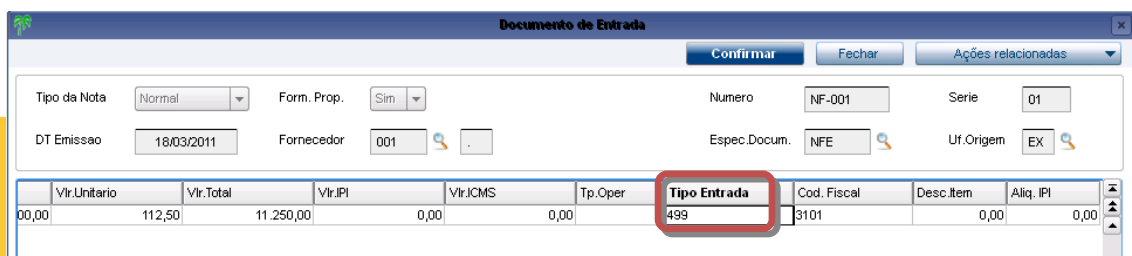 Documento de Entrada
Confirmar Fechar Ações relacionadas
Tipo da Nota Normal Form. Prop. Sim Numero NF-001 Serie 01
DT Emissao 18/03/2011 Fornecedor 001 . Espec.Docum. NFE Uf.Origem EX
Vlr.Unitario Vlr.Total Vlr.IPI Vlr.ICMS Tp.Oper Tipo Entrada Cod. Fiscal Desc.Item Aliq. IPI
00,00 112,50 11.250,00 0,00 0,00 499 3101 0,00 0,00